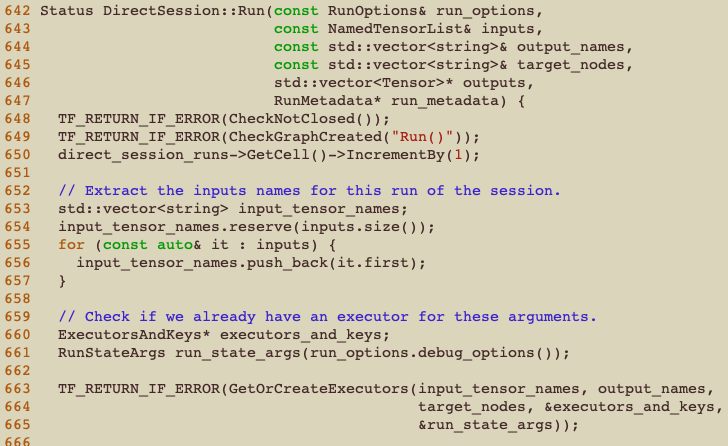 642 Status DirectSession::Run(const RunOptions& run_options,
643                           const NamedTensorList& inputs,
644                           const std::vector<string>& output_names,
645                           const std::vector<string>& target_nodes,
646                           std::vector<Tensor>* outputs,
647                           RunMetadata* run_metadata) {
648   TF_RETURN_IF_ERROR(CheckNotClosed());
649   TF_RETURN_IF_ERROR(CheckGraphCreated("Run()"));
650   direct_session_runs->GetCell()->IncrementBy(1);
651
652   // Extract the inputs names for this run of the session.
653   std::vector<string> input_tensor_names;
654   input_tensor_names.reserve(inputs.size());
655   for (const auto& it : inputs) {
656     input_tensor_names.push_back(it.first);
657   }
658
659   // Check if we already have an executor for these arguments.
660   ExecutorsAndKeys* executors_and_keys;
661   RunStateArgs run_state_args(run_options.debug_options());
662
663   TF_RETURN_IF_ERROR(GetOrCreateExecutors(input_tensor_names, output_names,
664                                           target_nodes, &executors_and_keys,
665                                           &run_state_args));
666